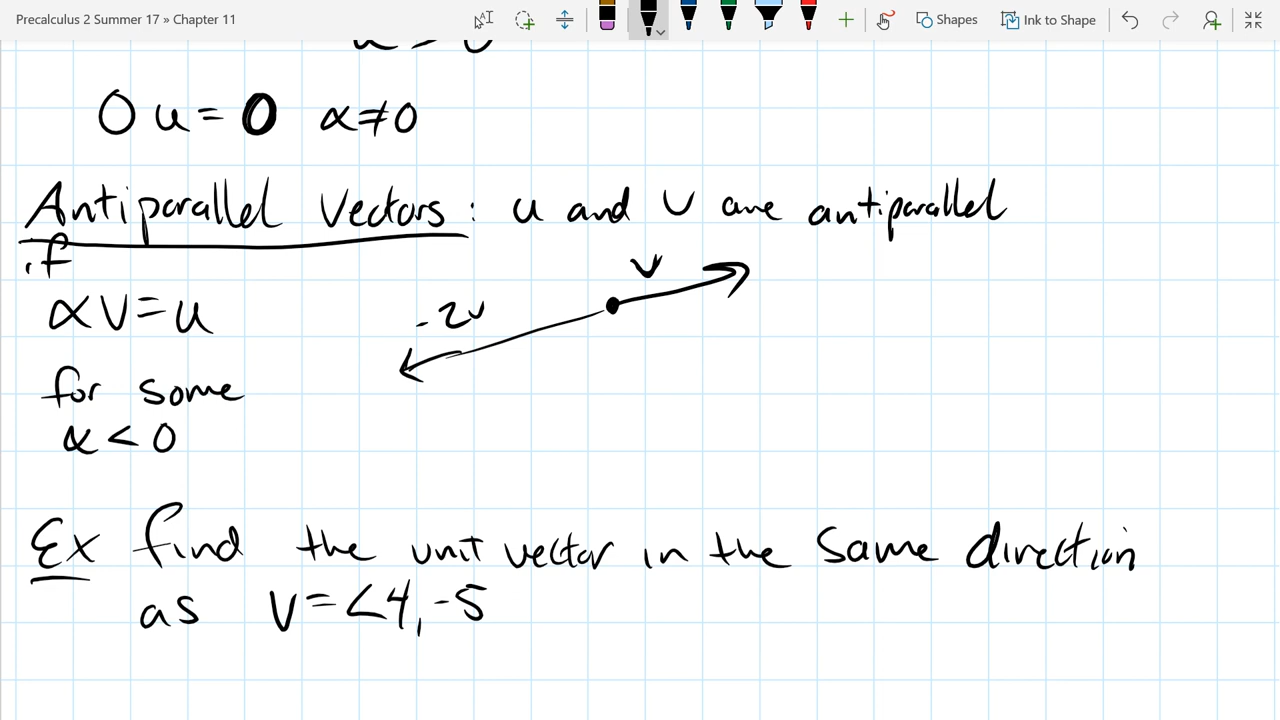 Precalculus 2 Summer 17 » Chapter 11
Shapes
Ink to Shape
0 u = 0 α ≠ 0
Antiparallel Vectors: u and v are antiparallel
if
v
αv = u
-2v
for some
α < 0
Ex find the unit vector in the same direction
as v = <4, -5